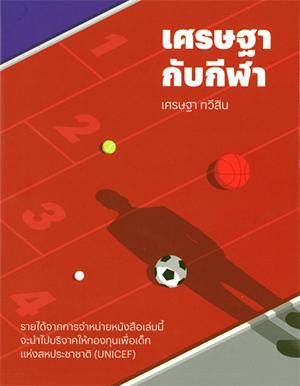 เศรษฐา
กับกีฬา
เศรษฐา ทวีสิน
1
2
3
4
รายได้จากการจำหน่ายหนังสือเล่มนี้
จะนำไปบริจาคให้กองทุนเพื่อเด็ก
แห่งสหประชาชาติ (UNICEF)